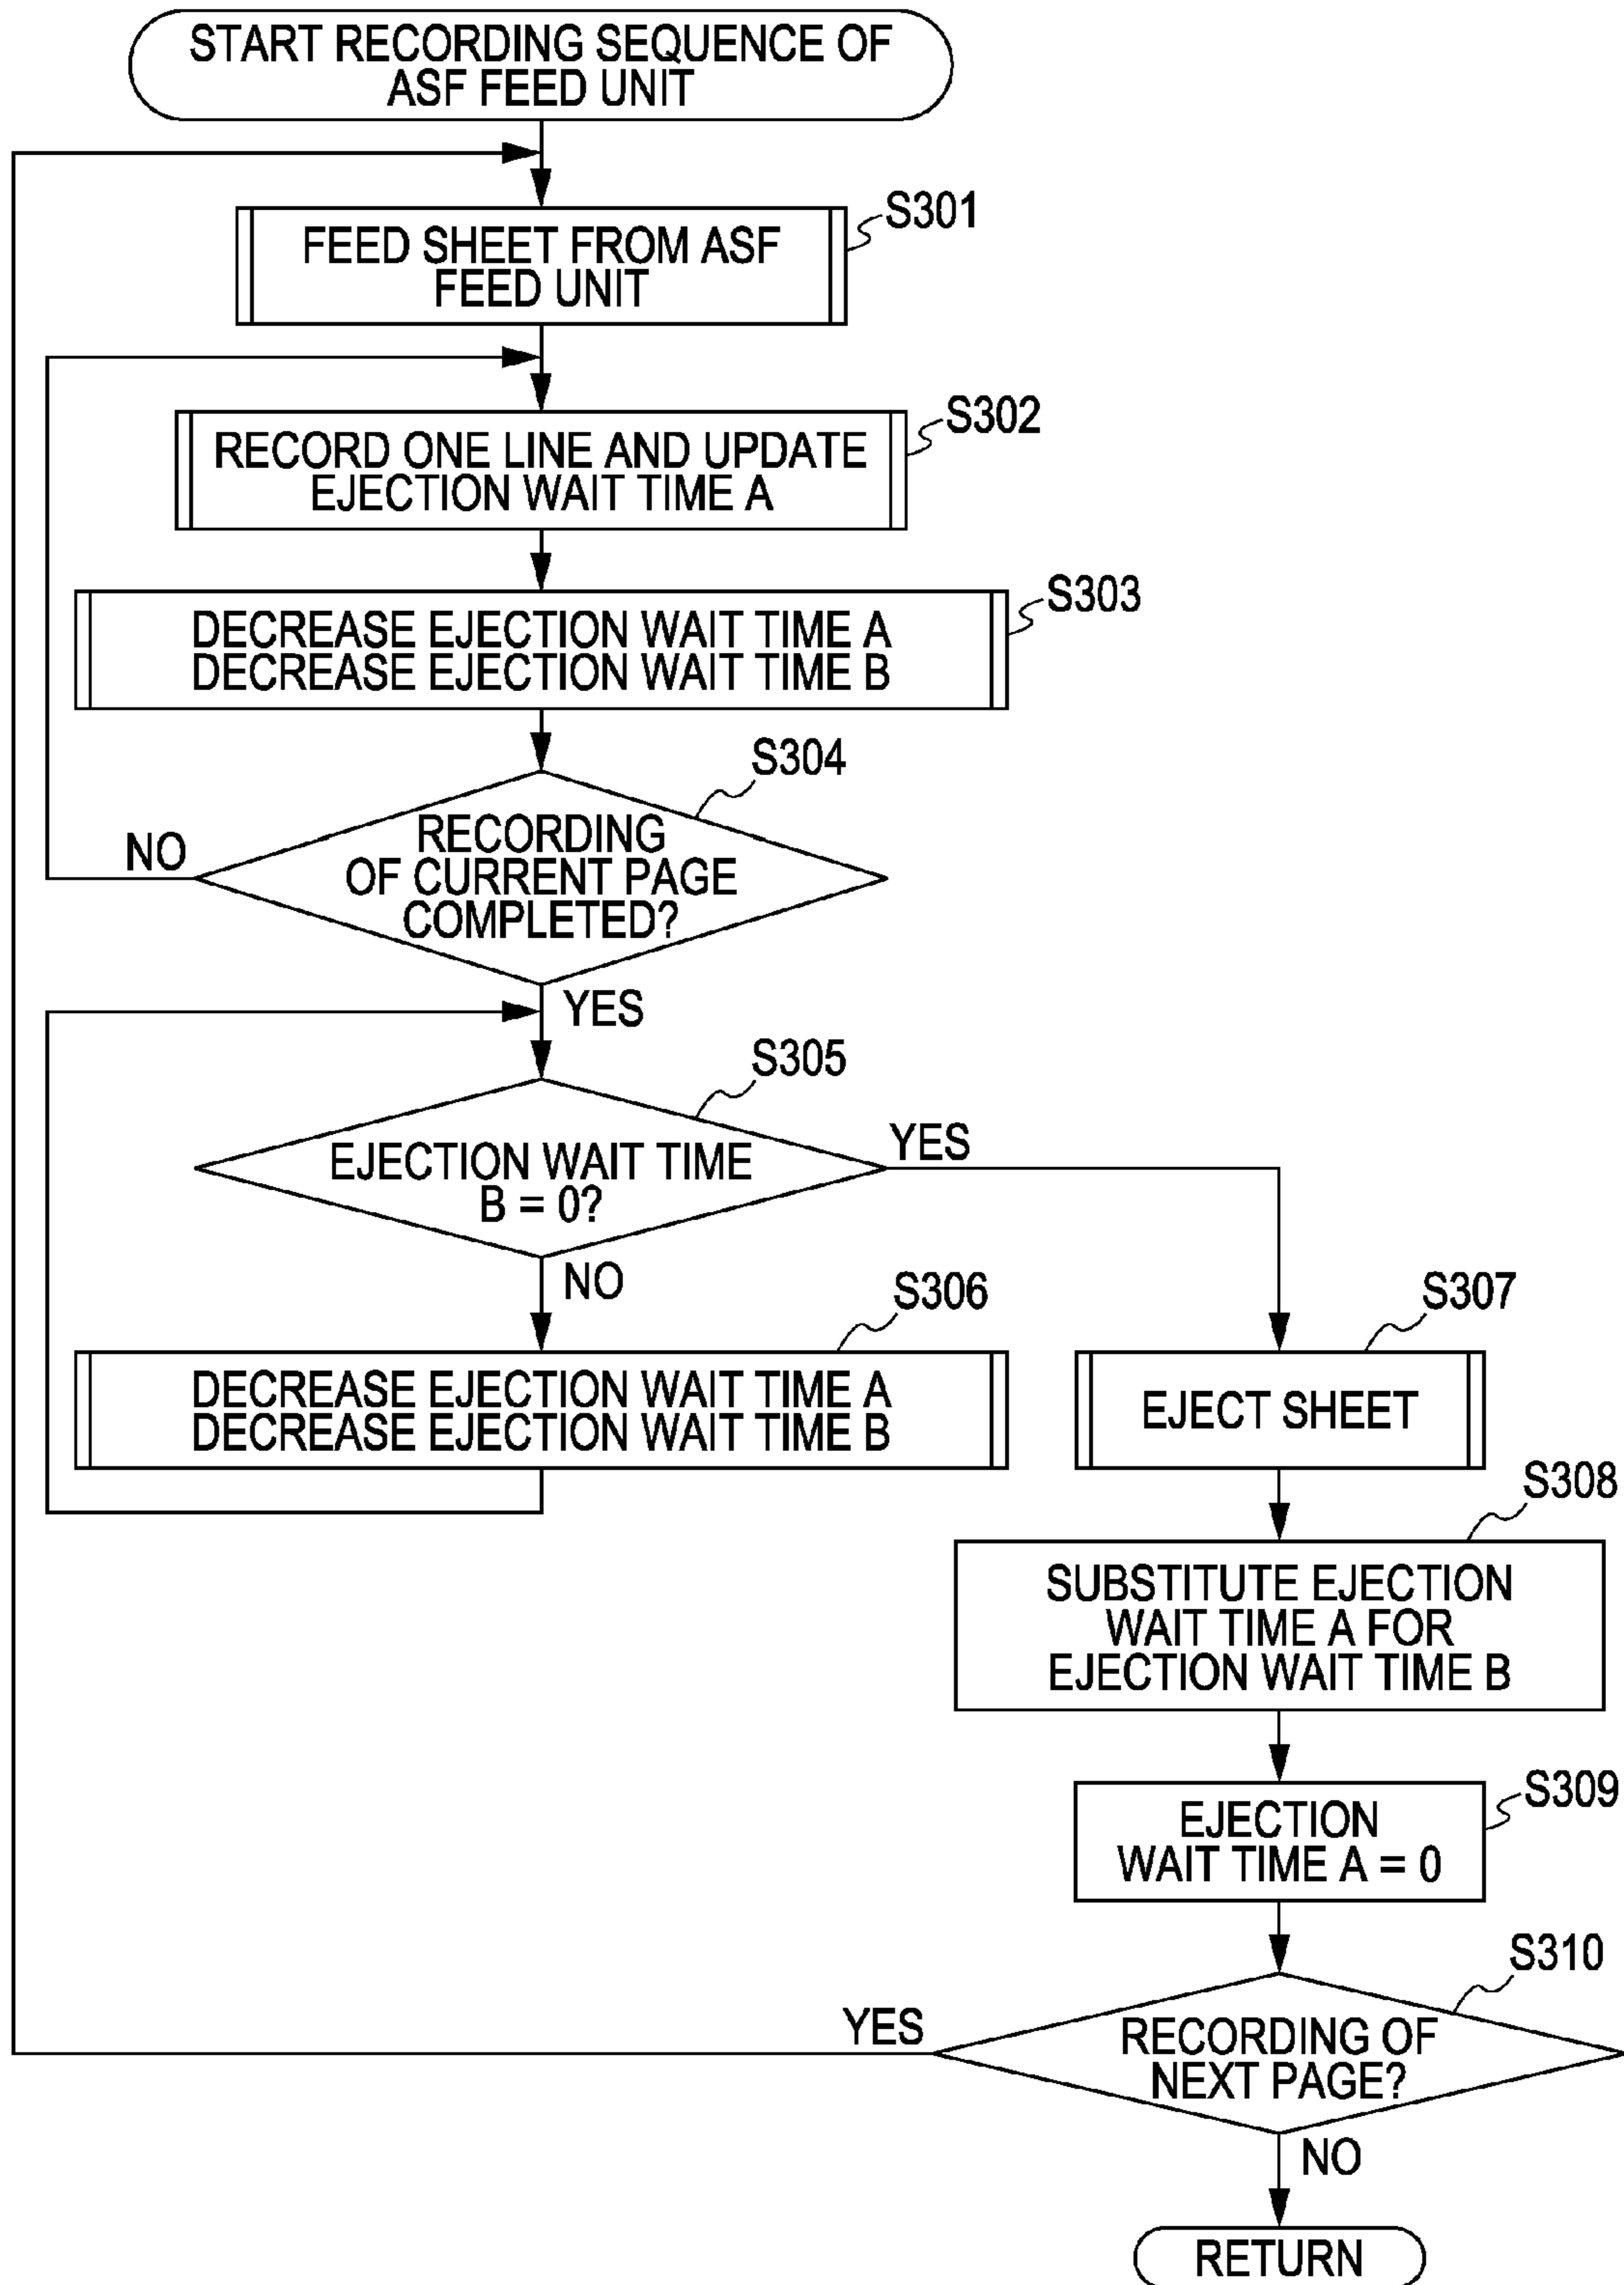 START RECORDING SEQUENCE OF
ASF FEED UNIT
S301
FEED SHEET FROM ASF
FEED UNIT
S302
RECORD ONE LINE AND UPDATE
EJECTION WAIT TIME A
S303
DECREASE EJECTION WAIT TIME A
DECREASE EJECTION WAIT TIME B
S304
RECORDING
OF CURRENT PAGE
COMPLETED?
NO
YES
S305
EJECTION WAIT TIME
B = 0?
YES
NO
S306
DECREASE EJECTION WAIT TIME A
DECREASE EJECTION WAIT TIME B
S307
EJECT SHEET
S308
SUBSTITUTE EJECTION
WAIT TIME A FOR
EJECTION WAIT TIME B
S309
EJECTION
WAIT TIME A = 0
S310
RECORDING OF
NEXT PAGE?
YES
NO
RETURN